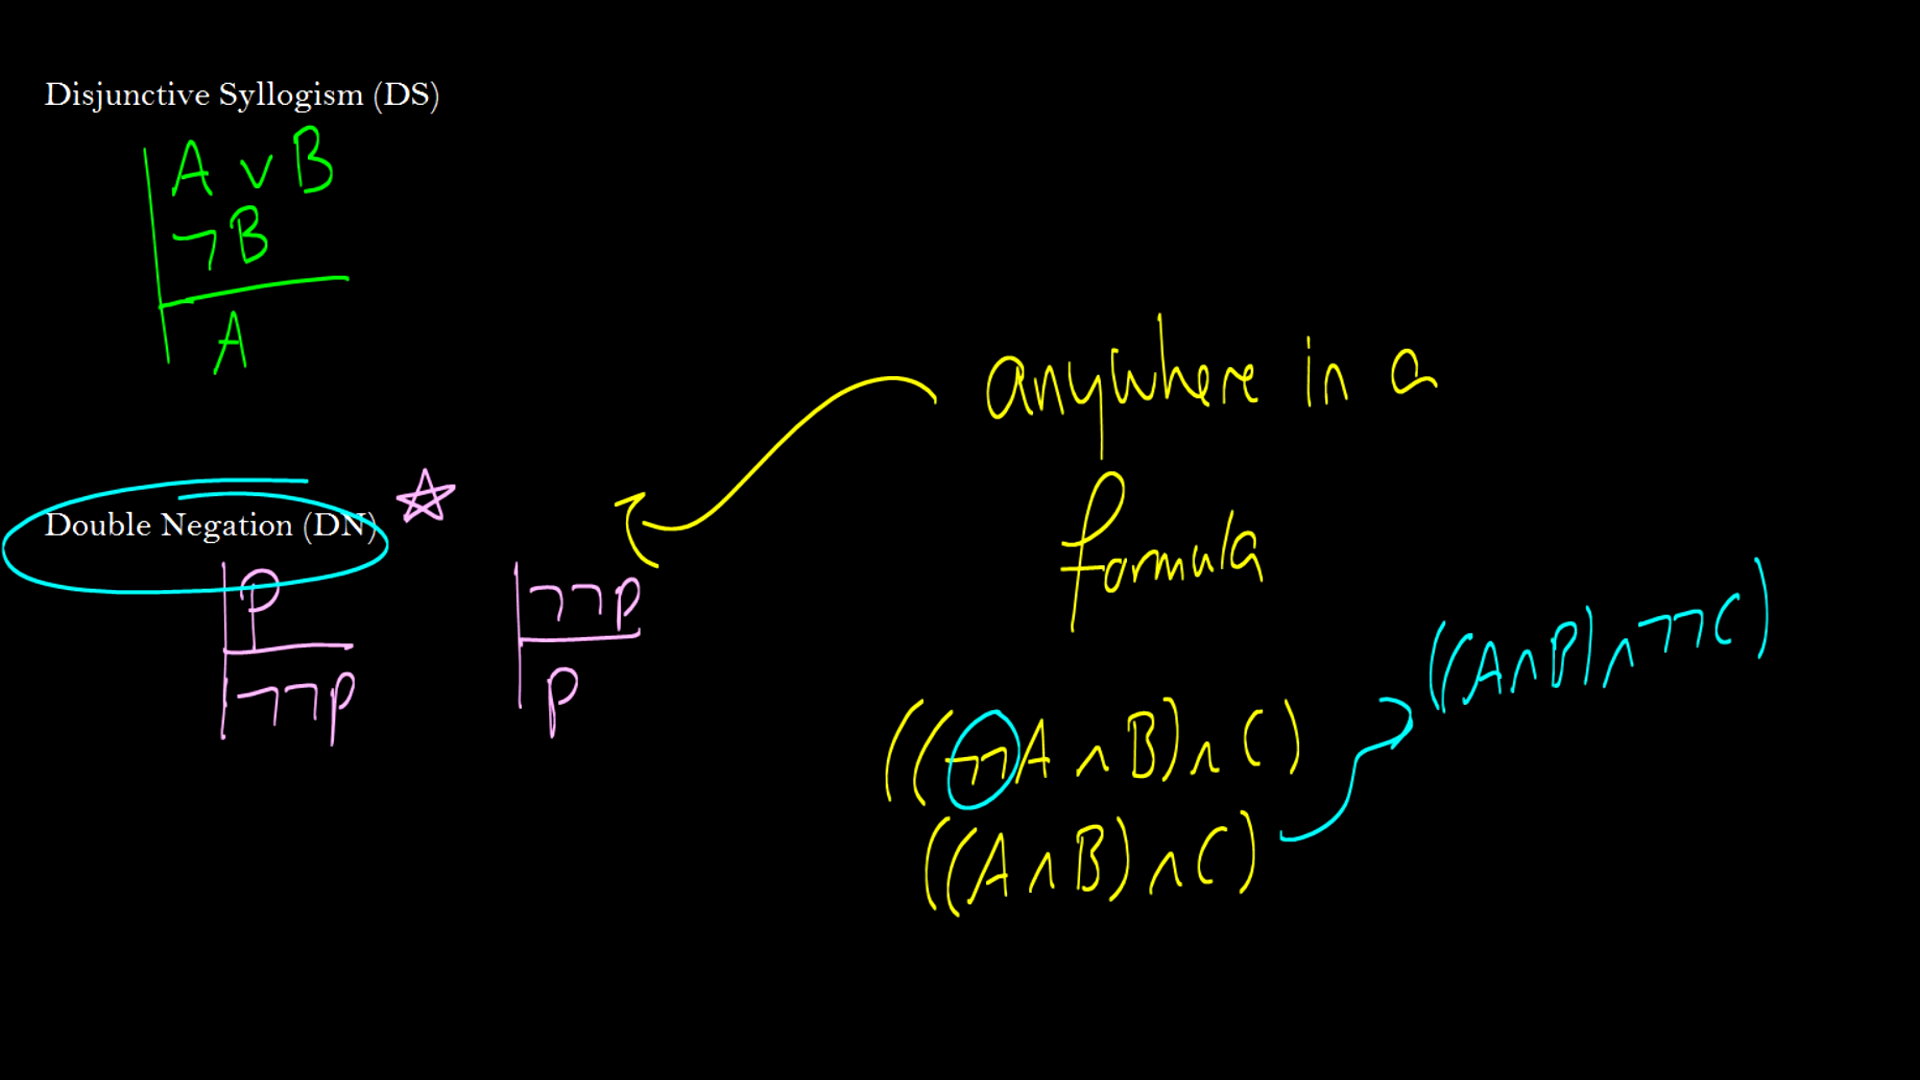 Disjunctive Syllogism (DS)
A ∨ B
¬B
A
anywhere in a
formula
Double Negation (DN)
P
¬¬P
¬¬P
P
((¬¬A ∧ B) ∧ C)
((A ∧ B) ∧ C)
((A ∧ B) ∧ ¬¬C)